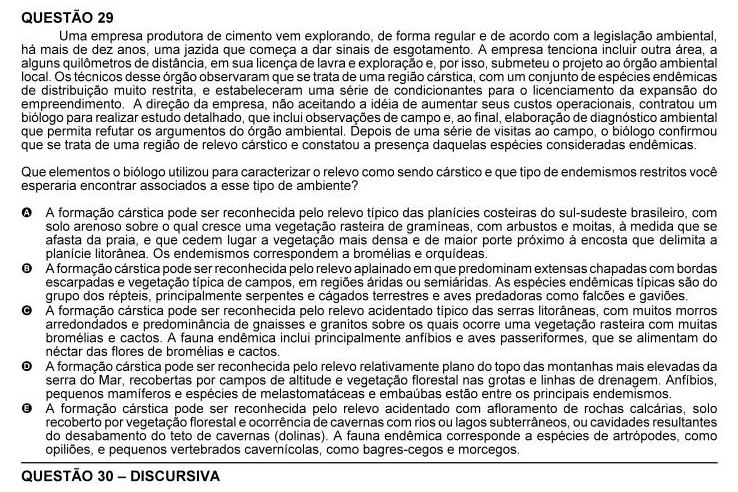 QUESTÃO 29
Uma empresa produtora de cimento vem explorando, de forma regular e de acordo com a legislação ambiental,
há mais de dez anos, uma jazida que começa a dar sinais de esgotamento. A empresa tenciona incluir outra área, a
alguns quilômetros de distância, em sua licença de lavra e exploração e, por isso, submeteu o projeto ao órgão ambiental
local. Os técnicos desse órgão observaram que se trata de uma região cárstica, com um conjunto de espécies endêmicas
de distribuição muito restrita, e estabeleceram uma série de condicionantes para o licenciamento da expansão do
empreendimento. A direção da empresa, não aceitando a idéia de aumentar seus custos operacionais, contratou um
biólogo para realizar estudo detalhado, que inclui observações de campo e, ao final, elaboração de diagnóstico ambiental
que permita refutar os argumentos do órgão ambiental. Depois de uma série de visitas ao campo, o biólogo confirmou
que se trata de uma região de relevo cárstico e constatou a presença daquelas espécies consideradas endêmicas.
Que elementos o biólogo utilizou para caracterizar o relevo como sendo cárstico e que tipo de endemismos restritos você
esperaria encontrar associados a esse tipo de ambiente?
A A formação cárstica pode ser reconhecida pelo relevo típico das planícies costeiras do sul-sudeste brasileiro, com
solo arenoso sobre o qual cresce uma vegetação rasteira de gramíneas, com arbustos e moitas, à medida que se
afasta da praia, e que cedem lugar a vegetação mais densa e de maior porte próximo à encosta que delimita a
planície litorânea. Os endemismos correspondem a bromélias e orquídeas.
B A formação cárstica pode ser reconhecida pelo relevo aplainado em que predominam extensas chapadas com bordas
escarpadas e vegetação típica de campos, em regiões áridas ou semiáridas. As espécies endêmicas típicas são do
grupo dos répteis, principalmente serpentes e cágados terrestres e aves predadoras como falcões e gaviões.
C A formação cárstica pode ser reconhecida pelo relevo acidentado típico das serras litorâneas, com muitos morros
arredondados e predominância de gnaisses e granitos sobre os quais ocorre uma vegetação rasteira com muitas
bromélias e cactos. A fauna endêmica inclui principalmente anfíbios e aves passeriformes, que se alimentam do
néctar das flores de bromélias e cactos.
D A formação cárstica pode ser reconhecida pelo relevo relativamente plano do topo das montanhas mais elevadas da
serra do Mar, recobertas por campos de altitude e vegetação florestal nas grotas e linhas de drenagem. Anfíbios,
pequenos mamíferos e espécies de melastomatáceas e embaúbas estão entre os principais endemismos.
E A formação cárstica pode ser reconhecida pelo relevo acidentado com afloramento de rochas calcárias, solo
recoberto por vegetação florestal e ocorrência de cavernas com rios ou lagos subterrâneos, ou cavidades resultantes
do desabamento do teto de cavernas (dolinas). A fauna endêmica corresponde a espécies de artrópodes, como
opiliões, e pequenos vertebrados cavernícolas, como bagres-cegos e morcegos.
QUESTÃO 30 – DISCURSIVA